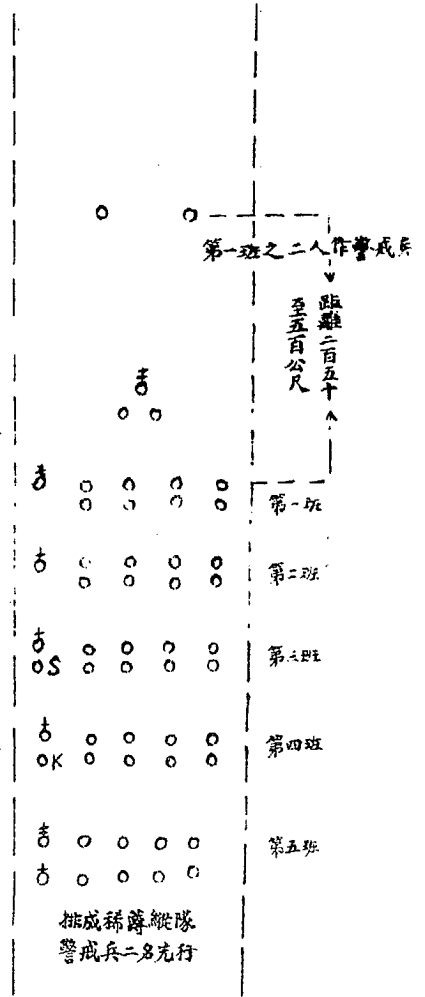 第一班之二人作警戒兵
距離二百五十
至五百公尺
第一班
第二班
第三班
S
第四班
K
第五班
排成稀薄縱隊
警戒兵二名先行